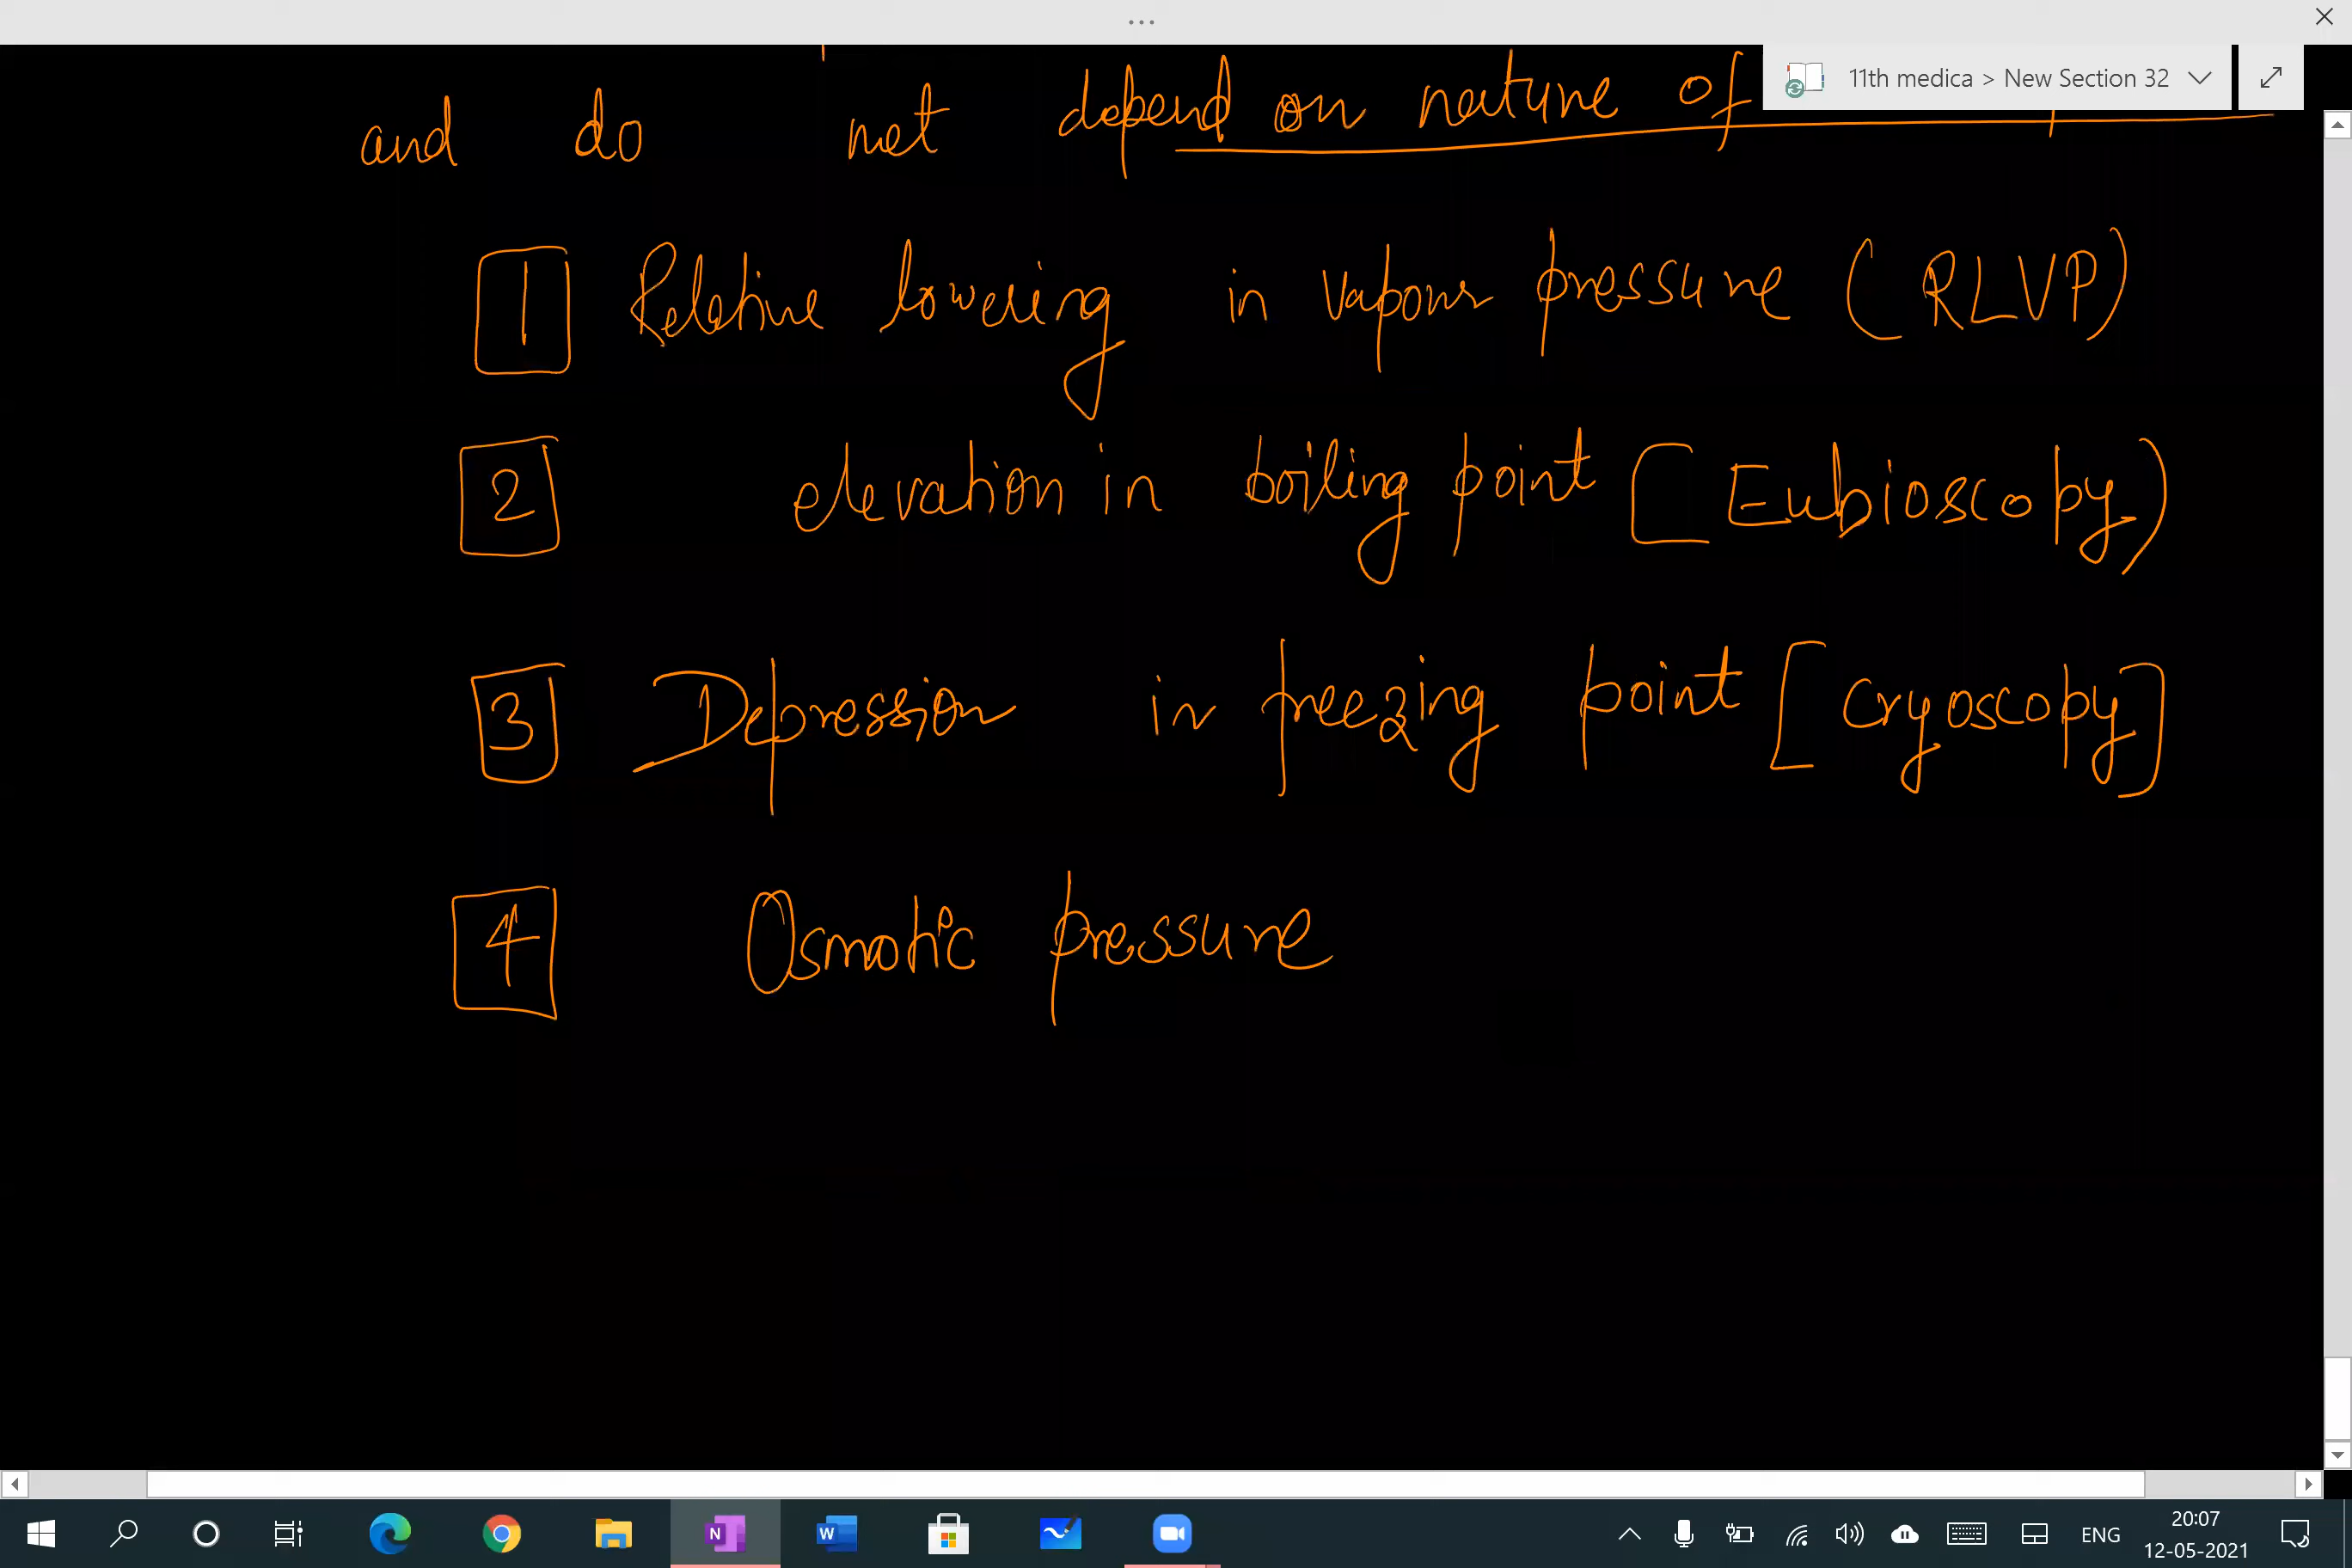 11th medica > New Section 32
and do not depend on nature of
1 Relative lowering in vapour pressure (RLVP)
2 elevation in boiling point [Eubioscopy)
3 Depression in freezing point [cryoscopy]
4 Osmotic pressure
ENG
20:07
12-05-2021